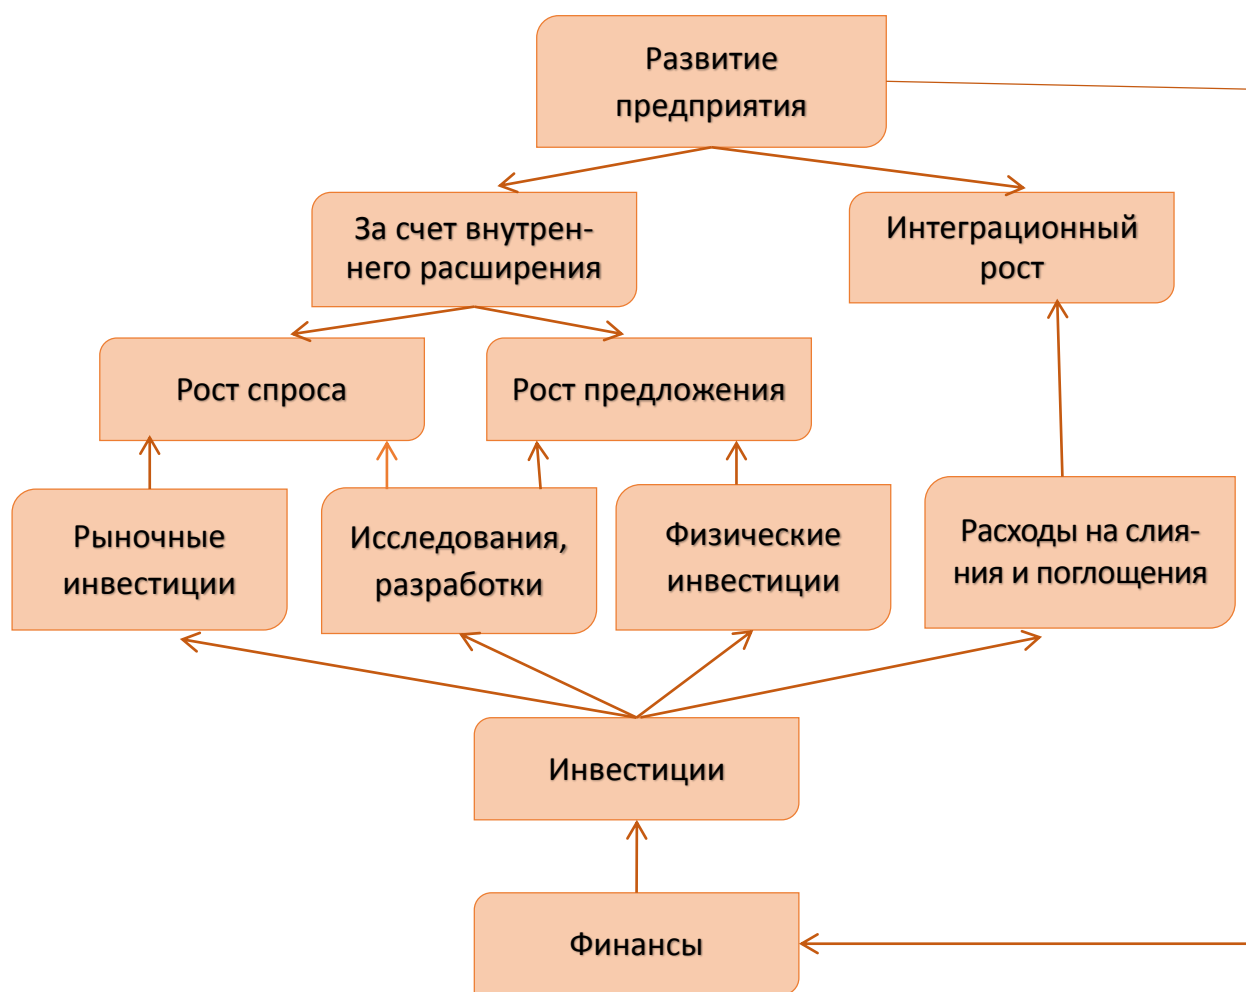 Развитие
предприятия
За счет внутрен-
него расширения
Интеграционный
рост
Рост спроса
Рост предложения
Рыночные
инвестиции
Исследования,
разработки
Физические
инвестиции
Расходы на слия-
ния и поглощения
Инвестиции
Финансы